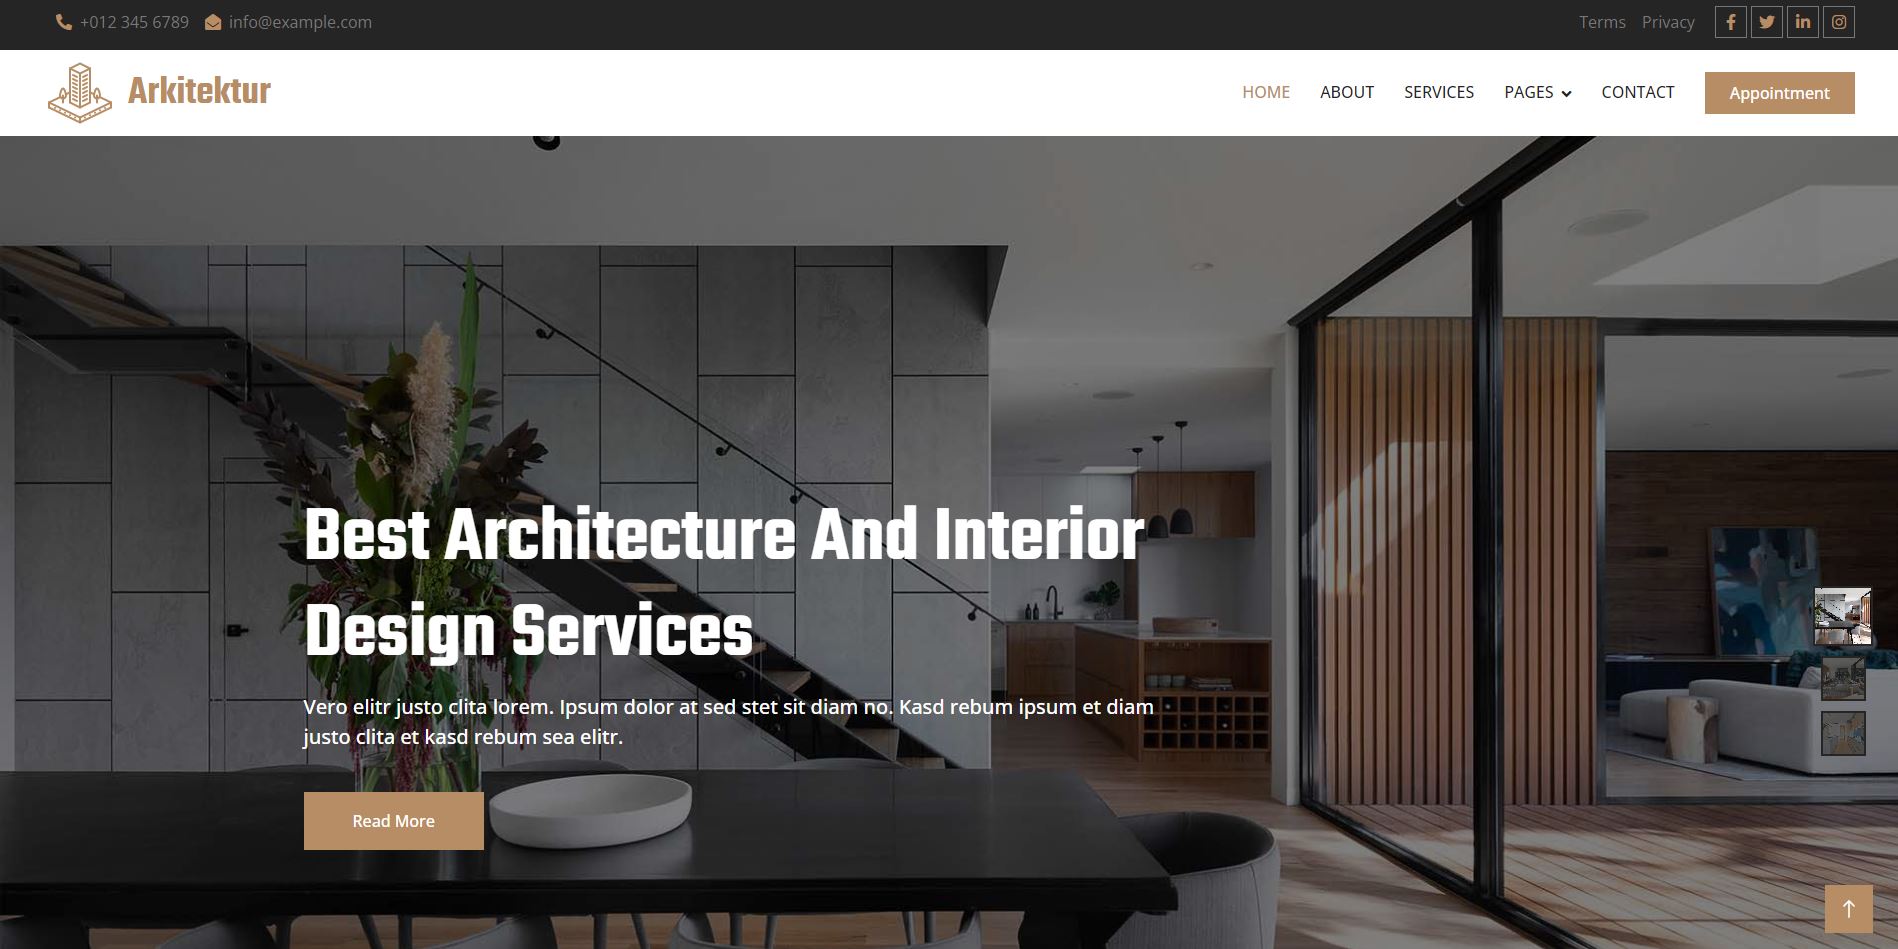 +012 345 6789 info@example.com Terms Privacy
Arkitektur HOME ABOUT SERVICES PAGES CONTACT Appointment
Best Architecture And Interior
Design Services
Vero elitr justo clita lorem. Ipsum dolor at sed stet sit diam no. Kasd rebum ipsum et diam
justo clita et kasd rebum sea elitr.
Read More